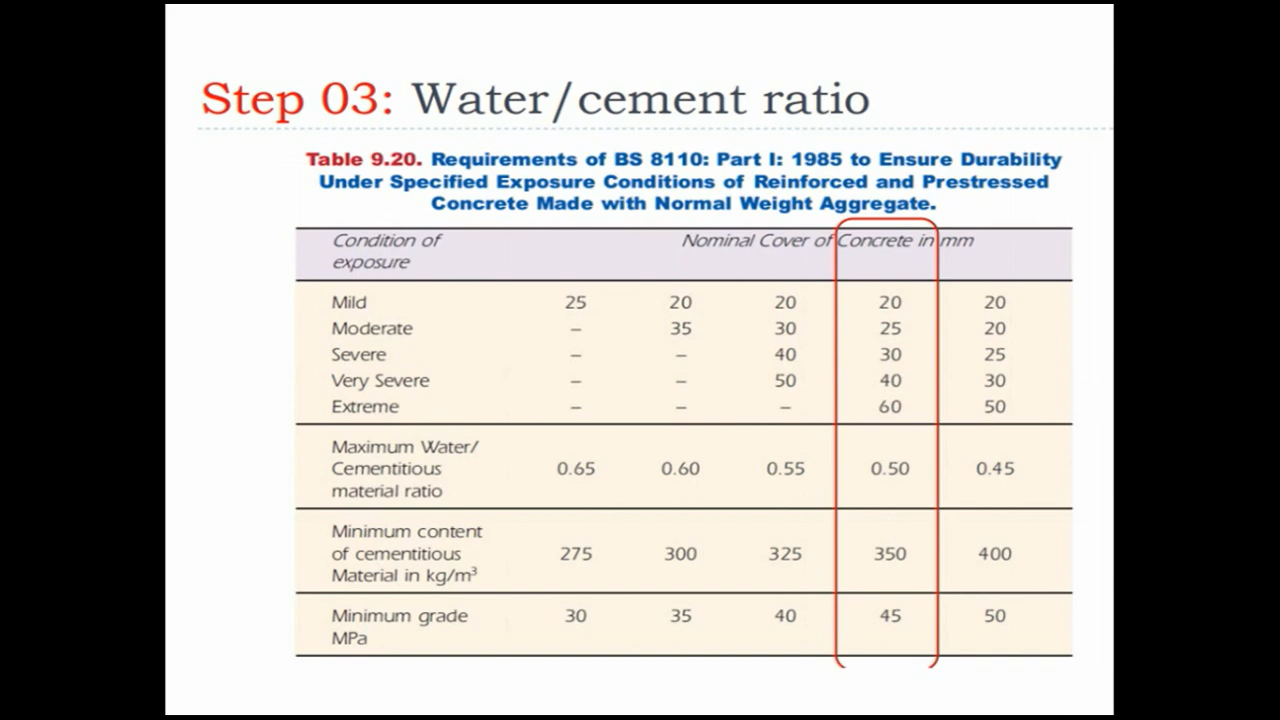 Step 03: Water/cement ratio
Table 9.20. Requirements of BS 8110: Part I: 1985 to Ensure Durability
Under Specified Exposure Conditions of Reinforced and Prestressed
Concrete Made with Normal Weight Aggregate.
Condition of Nominal Cover of Concrete in mm
exposure
Mild 25 20 20 20 20
Moderate – 35 30 25 20
Severe – – 40 30 25
Very Severe – – 50 40 30
Extreme – – – 60 50
Maximum Water/
Cementitious 0.65 0.60 0.55 0.50 0.45
material ratio
Minimum content
of cementitious 275 300 325 350 400
Material in kg/m³
Minimum grade 30 35 40 45 50
MPa